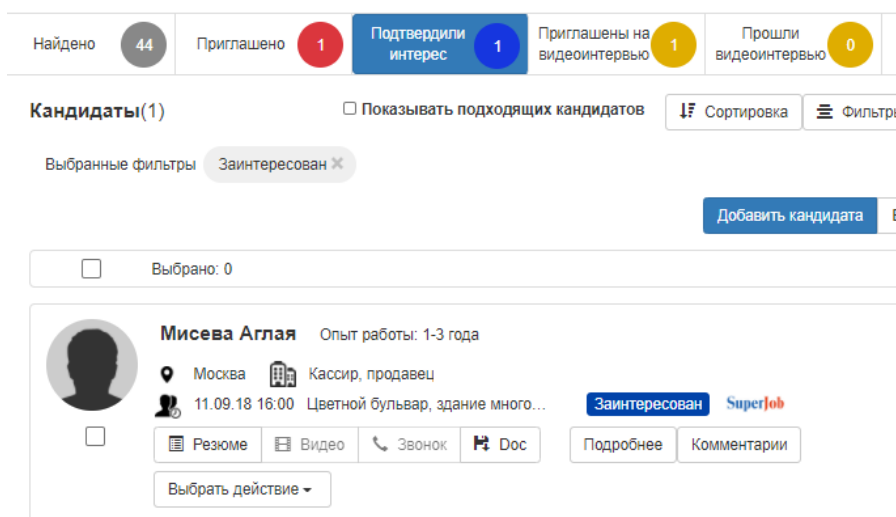 Найдено 44 Приглашено 1 Подтвердили интерес 1 Приглашены на видеоинтервью 1 Прошли видеоинтервью 0
Кандидаты(1) Показывать подходящих кандидатов Сортировка Фильтры
Выбранные фильтры Заинтересован
Добавить кандидата
Выбрано: 0
Мисева Аглая Опыт работы: 1-3 года
Москва Кассир, продавец
11.09.18 16:00 Цветной бульвар, здание много... Заинтересован SuperJob
Резюме Видео Звонок Doc Подробнее Комментарии
Выбрать действие